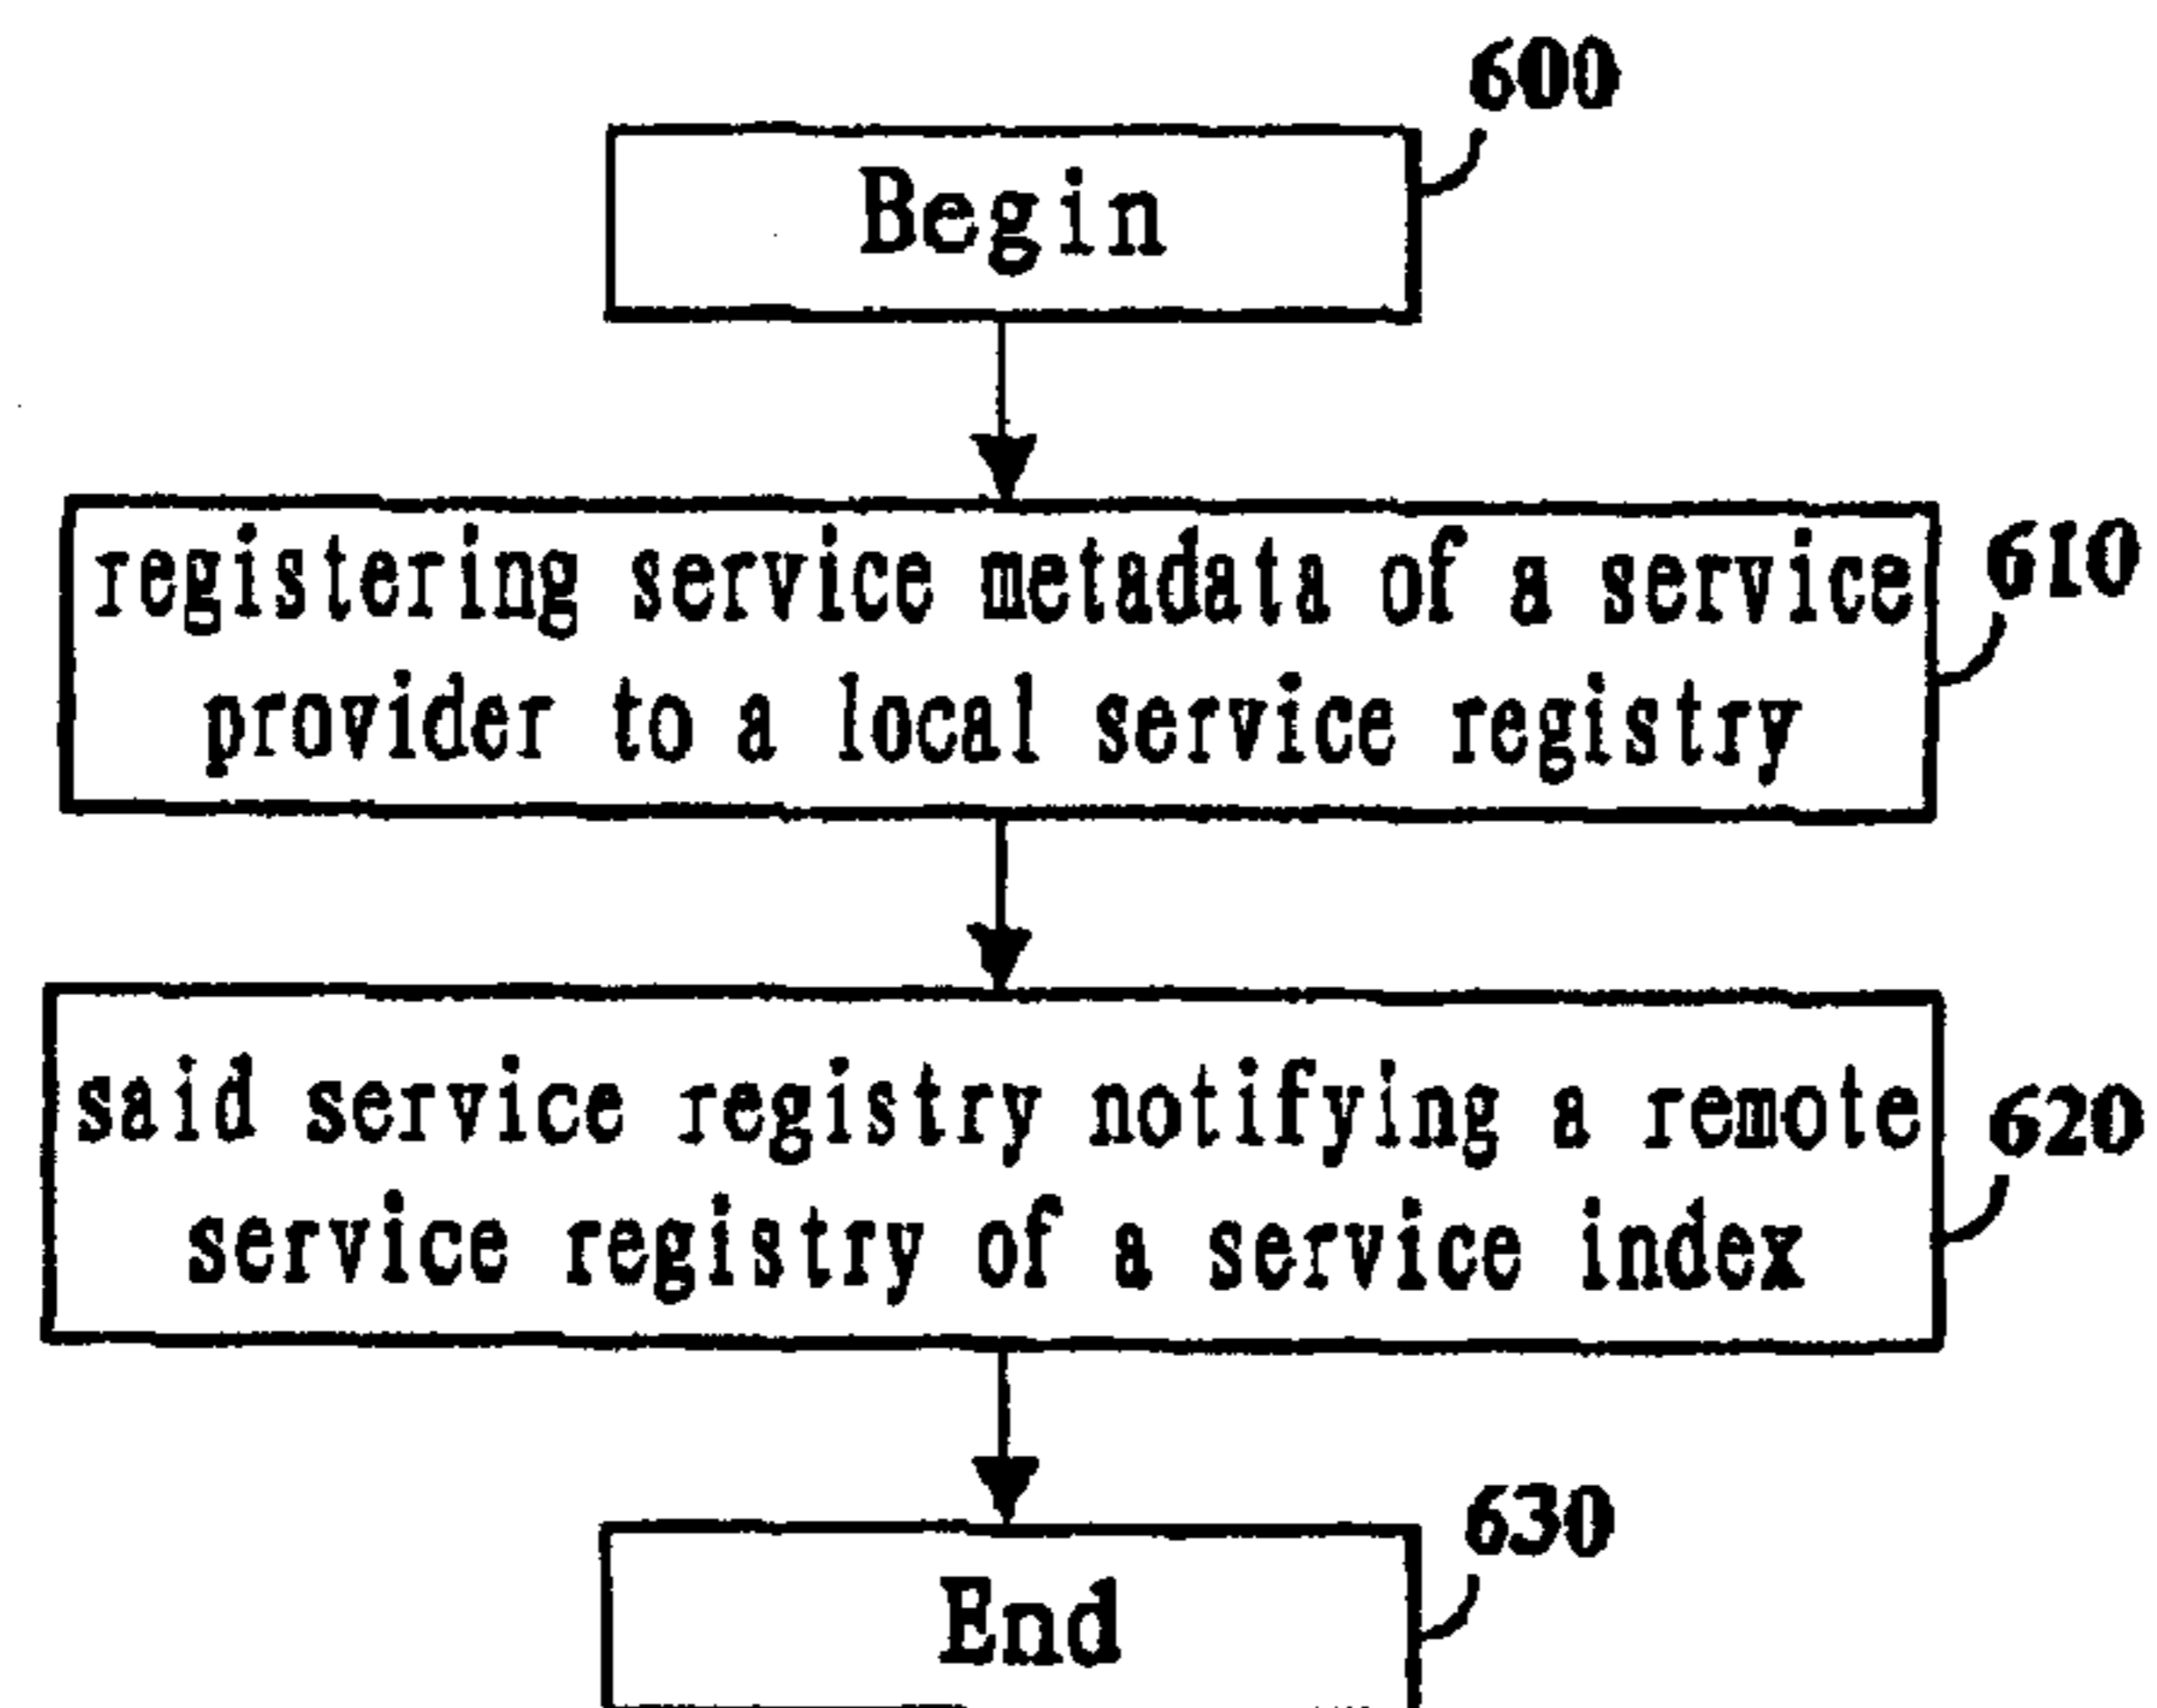 600
Begin
registering service metadata of a service
provider to a local service registry
610
said service registry notifying a remote
service registry of a service index
620
630
End